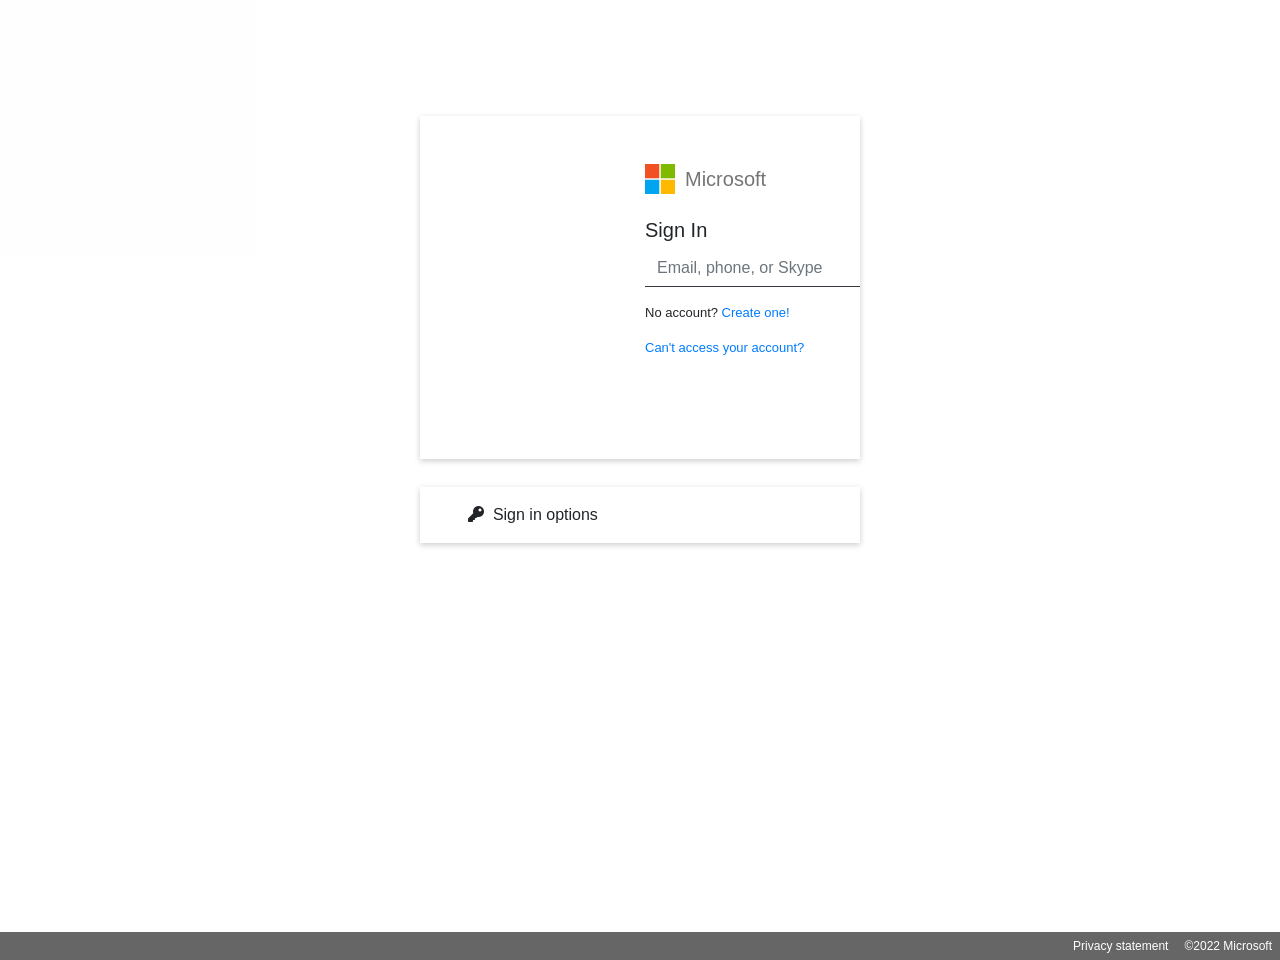 Microsoft
Sign In
Email, phone, or Skype
No account? Create one!
Can't access your account?
Sign in options
Privacy statement ©2022 Microsoft